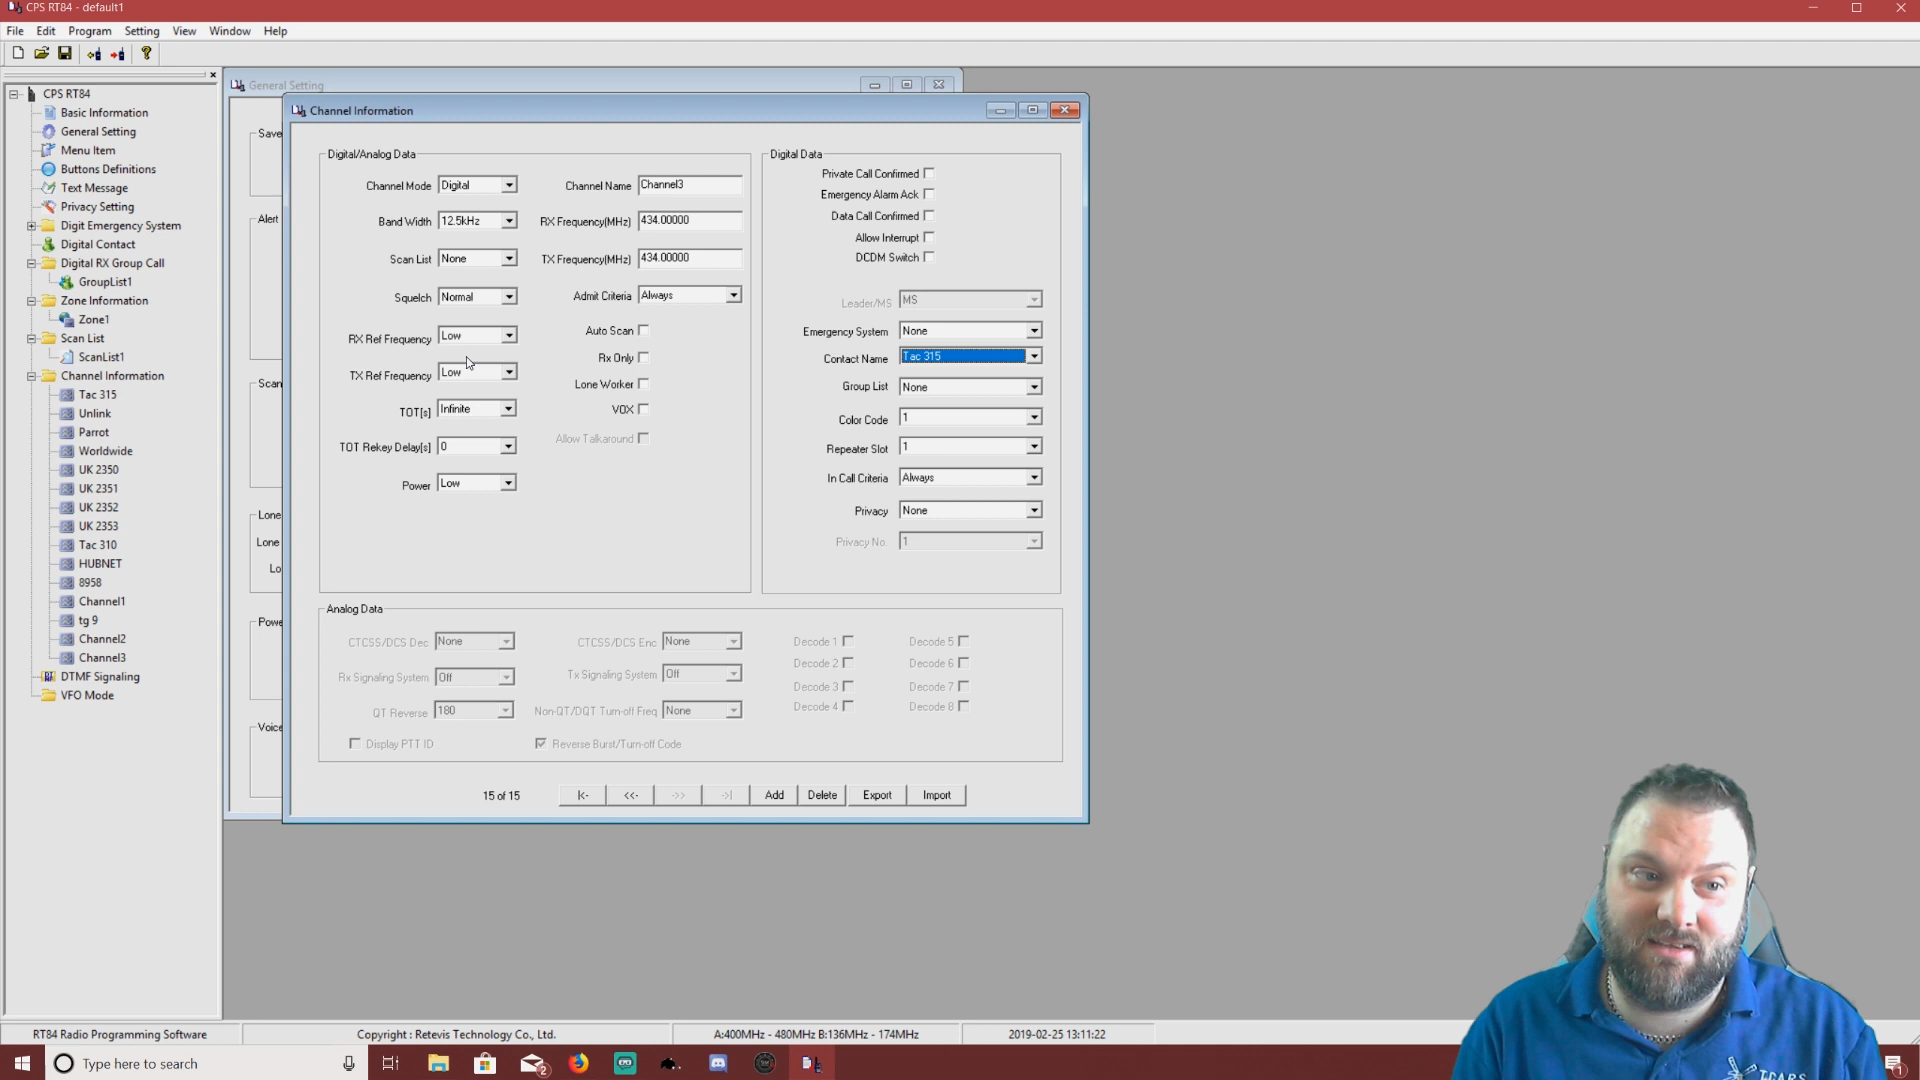 CPS RT84 - default1
File Edit Program Setting View Window Help
CPS RT84
Basic Information
General Setting
Menu Item
Buttons Definitions
Text Message
Privacy Setting
Digit Emergency System
Digital Contact
Digital RX Group Call
GroupList1
Zone Information
Zone1
Scan List
ScanList1
Channel Information
Tac 315
Unlink
Parrot
Worldwide
UK 2350
UK 2351
UK 2352
UK 2353
Tac 310
HUBNET
8958
Channel1
tg 9
Channel2
Channel3
DTMF Signaling
VFO Mode
General Setting
Save
Alert
Scan
Lone
Lone
Lo
Powe
Voice
Channel Information
Digital/Analog Data
Channel Mode Digital Channel Name Channel3
Band Width 12.5kHz RX Frequency(MHz) 434.00000
Scan List None TX Frequency(MHz) 434.00000
Squelch Normal Admit Criteria Always
RX Ref Frequency Low Auto Scan
Rx Only
TX Ref Frequency Low Lone Worker
TOT[s] Infinite VOX
Allow Talkaround
TOT Rekey Delay[s] 0
Power Low
Digital Data
Private Call Confirmed
Emergency Alarm Ack
Data Call Confirmed
Allow Interrupt
DCDM Switch
Leader/MS MS
Emergency System None
Contact Name Tac 315
Group List None
Color Code 1
Repeater Slot 1
In Call Criteria Always
Privacy None
Privacy No. 1
Analog Data
CTCSS/DCS Dec None CTCSS/DCS Enc None Decode 1 Decode 5
Decode 2 Decode 6
Rx Signaling System Off Tx Signaling System Off Decode 3 Decode 7
QT Reverse 180 Non-QT/DQT Turn-off Freq None Decode 4 Decode 8
Display PTT ID Reverse Burst/Turn-off Code
15 of 15 |<- <<- ->> ->| Add Delete Export Import
RT84 Radio Programming Software Copyright : Retevis Technology Co., Ltd. A:400MHz - 480MHz B:136MHz - 174MHz 2019-02-25 13:11:22
Type here to search 2 1